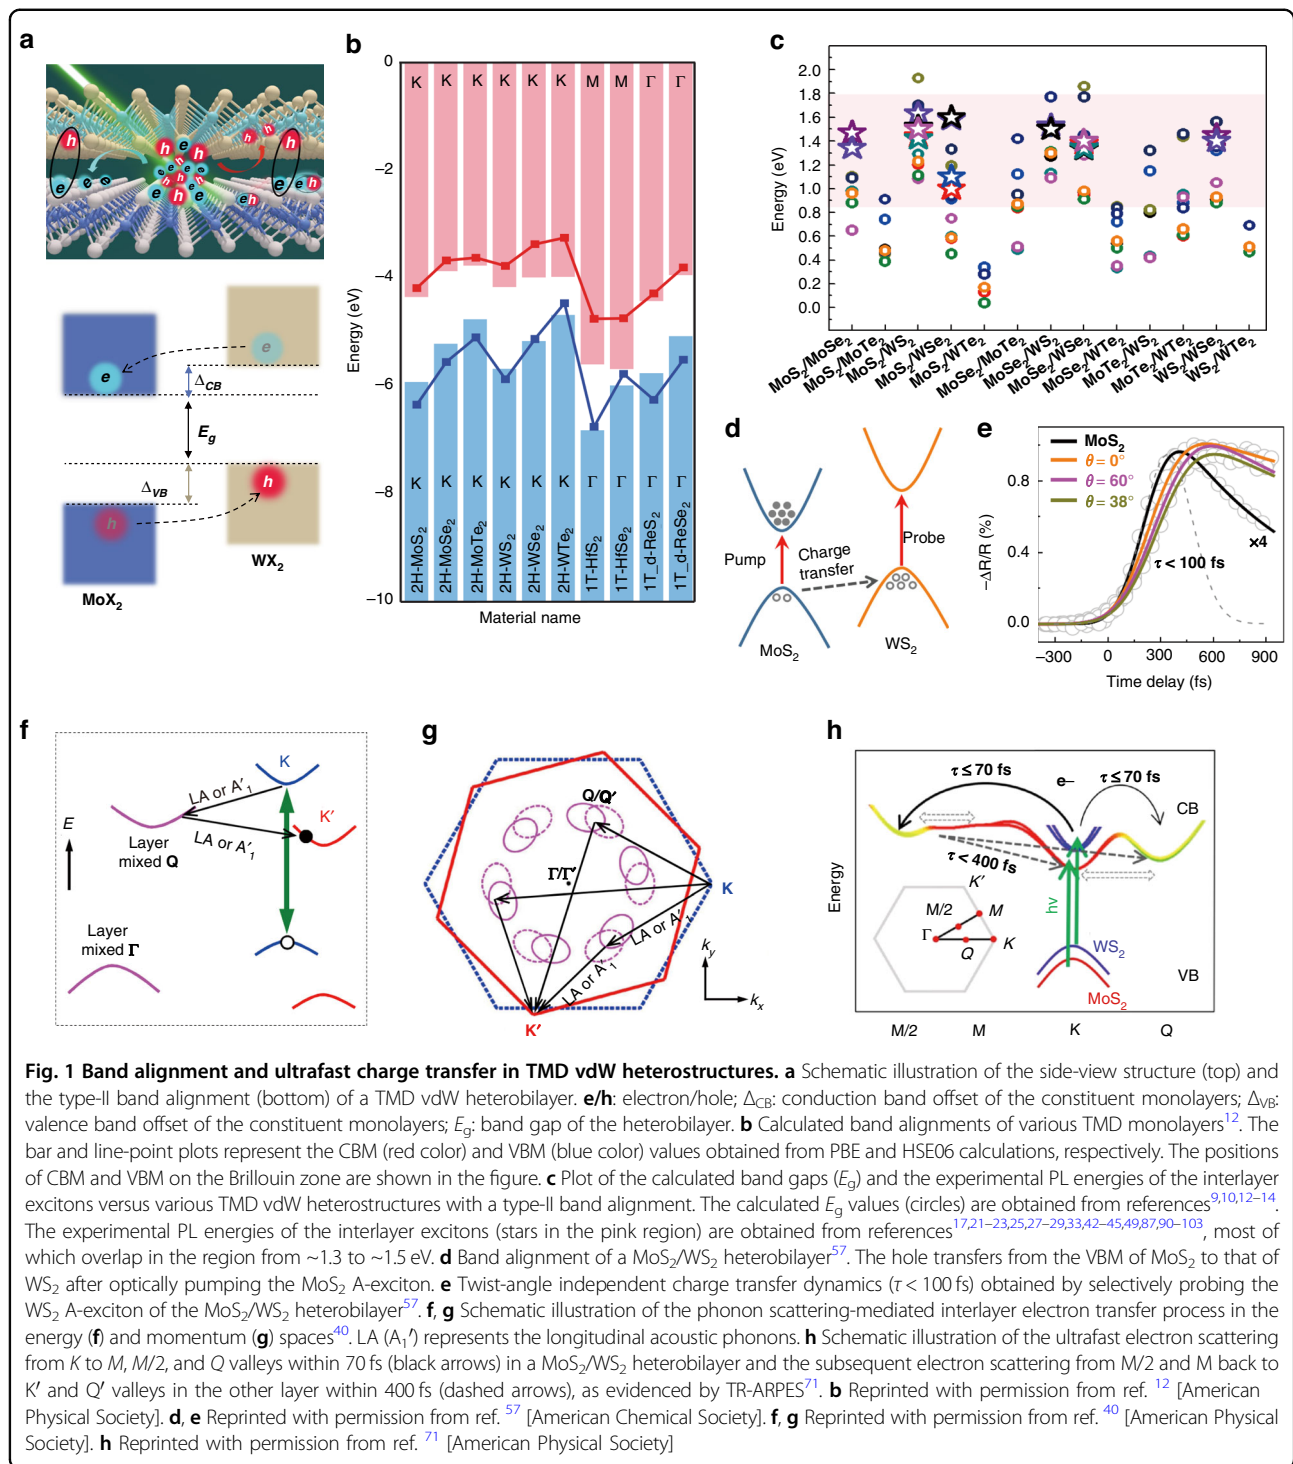 a
h
h
h
h
e
h
e
h
e
e
h
e
e
e
h
e
h
e
e
Δ_CB
E_g
h
Δ_VB
h
WX₂
MoX₂
b
0
−2
−4
−6
−8
−10
Energy (eV)
K K K K K K M M Γ Γ
K K K K K K Γ Γ Γ Γ
2H-MoS₂
2H-MoSe₂
2H-MoTe₂
2H-WS₂
2H-WSe₂
2H-WTe₂
1T-HfS₂
1T-HfSe₂
1T_d-ReS₂
1T_d-ReSe₂
Material name
c
2.0
1.8
1.6
1.4
1.2
1.0
0.8
0.6
0.4
0.2
0.0
Energy (eV)
MoS₂/MoSe₂
MoS₂/MoTe₂
MoS₂/WS₂
MoS₂/WSe₂
MoS₂/WTe₂
MoSe₂/MoTe₂
MoSe₂/WS₂
MoSe₂/WSe₂
MoSe₂/WTe₂
MoTe₂/WS₂
MoTe₂/WTe₂
WS₂/WSe₂
WS₂/WTe₂
d
Pump
Charge
transfer
Probe
MoS₂
WS₂
e
MoS₂
θ = 0°
θ = 60°
θ = 38°
×4
τ < 100 fs
0.8
0.4
0.0
−ΔR/R (%)
−300 0 300 600 900
Time delay (fs)
f
K
LA or A′₁
K′
LA or A′₁
E
Layer
mixed Q
Layer
mixed Γ
g
Q/Q′
Γ/Γ′
K
LA or A′₁
LA or A′₁
k_y
k_x
K′
h
τ ≤ 70 fs
e−
τ ≤ 70 fs
CB
τ < 400 fs
Energy
K′
M/2
M
Γ
Q
K
hν
WS₂
VB
MoS₂
M/2 M K Q
Fig. 1 Band alignment and ultrafast charge transfer in TMD vdW heterostructures. a Schematic illustration of the side-view structure (top) and
the type-II band alignment (bottom) of a TMD vdW heterobilayer. e/h: electron/hole; Δ_CB: conduction band offset of the constituent monolayers; Δ_VB:
valence band offset of the constituent monolayers; E_g: band gap of the heterobilayer. b Calculated band alignments of various TMD monolayers¹². The
bar and line-point plots represent the CBM (red color) and VBM (blue color) values obtained from PBE and HSE06 calculations, respectively. The positions
of CBM and VBM on the Brillouin zone are shown in the figure. c Plot of the calculated band gaps (E_g) and the experimental PL energies of the interlayer
excitons versus various TMD vdW heterostructures with a type-II band alignment. The calculated E_g values (circles) are obtained from references⁹,¹⁰,¹²⁻¹⁴.
The experimental PL energies of the interlayer excitons (stars in the pink region) are obtained from references¹⁷,²¹⁻²³,²⁵,²⁷⁻²⁹,³³,⁴²⁻⁴⁵,⁴⁹,⁸⁷,⁹⁰⁻¹⁰³, most of
which overlap in the region from ~1.3 to ~1.5 eV. d Band alignment of a MoS₂/WS₂ heterobilayer⁵⁷. The hole transfers from the VBM of MoS₂ to that of
WS₂ after optically pumping the MoS₂ A-exciton. e Twist-angle independent charge transfer dynamics (τ < 100 fs) obtained by selectively probing the
WS₂ A-exciton of the MoS₂/WS₂ heterobilayer⁵⁷. f, g Schematic illustration of the phonon scattering-mediated interlayer electron transfer process in the
energy (f) and momentum (g) spaces⁴⁰. LA (A₁′) represents the longitudinal acoustic phonons. h Schematic illustration of the ultrafast electron scattering
from K to M, M/2, and Q valleys within 70 fs (black arrows) in a MoS₂/WS₂ heterobilayer and the subsequent electron scattering from M/2 and M back to
K′ and Q′ valleys in the other layer within 400 fs (dashed arrows), as evidenced by TR-ARPES⁷¹. b Reprinted with permission from ref. ¹² [American
Physical Society]. d, e Reprinted with permission from ref. ⁵⁷ [American Chemical Society]. f, g Reprinted with permission from ref. ⁴⁰ [American Physical
Society]. h Reprinted with permission from ref. ⁷¹ [American Physical Society]